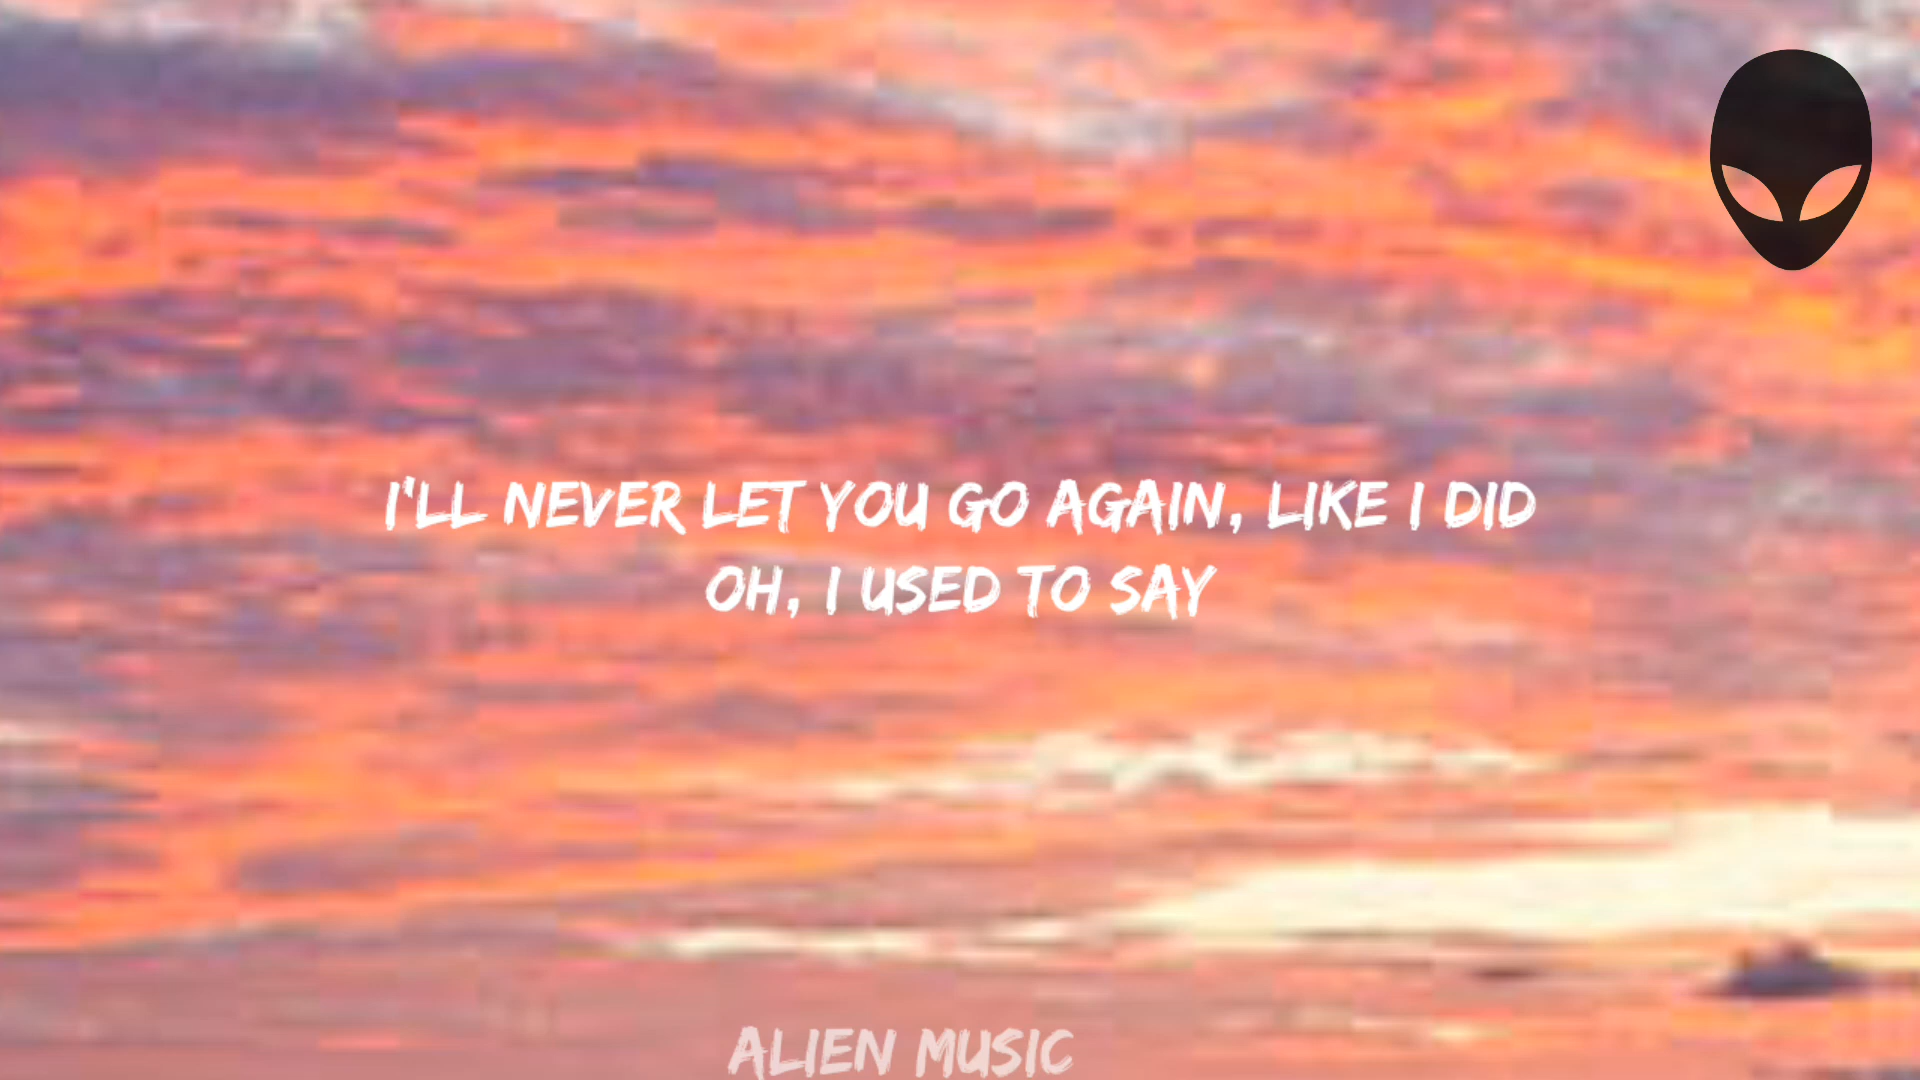 I'LL NEVER LET YOU GO AGAIN, LIKE I DID
OH, I USED TO SAY
ALIEN MUSIC